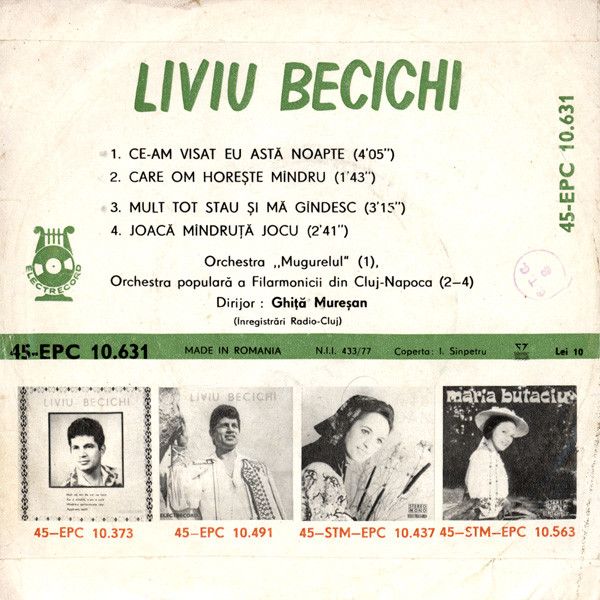 LIVIU BECICHI
1. CE-AM VISAT EU ASTĂ NOAPTE (4'05")
2. CARE OM HOREȘTE MÎNDRU (1'43")
3. MULT TOT STAU ȘI MĂ GÎNDESC (3'15")
4. JOACĂ MÎNDRUȚĂ JOCU (2'41")
45-EPC 10.631
ELECTRECORD
Orchestra „Mugurelul" (1),
Orchestra populară a Filarmonicii din Cluj-Napoca (2–4)
Dirijor : Ghiță Mureșan
(Inregistrări Radio-Cluj)
45-EPC 10.631 MADE IN ROMANIA N.I.I. 433/77 Coperta: I. Sînpetru Lei 10
LIVIU BECICHI
LIVIU BECICHI
ELECTRECORD
STEREO
MONO
maria butaciu
45–EPC 10.373
45–EPC 10.491
45–STM–EPC 10.437
45–STM–EPC 10.563